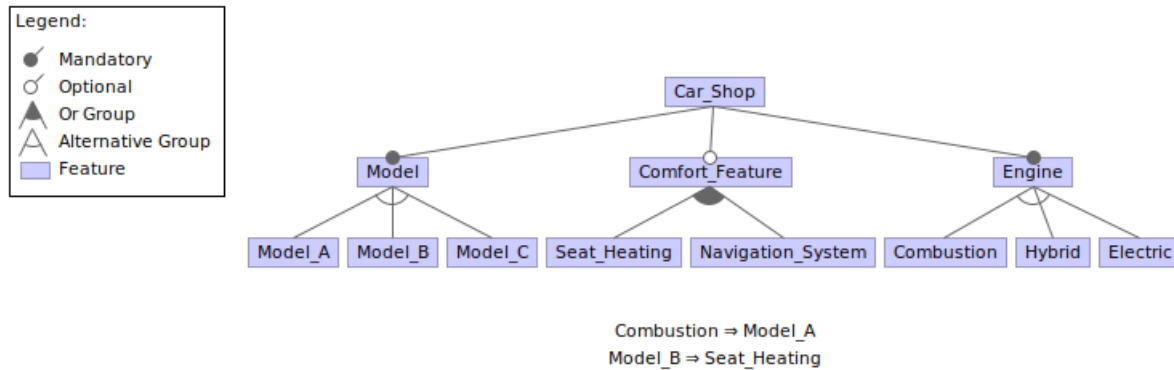 Legend:
Mandatory
Optional
Or Group
Alternative Group
Feature
Car_Shop
Model
Comfort_Feature
Engine
Model_A
Model_B
Model_C
Seat_Heating
Navigation_System
Combustion
Hybrid
Electric
Combustion ⇒ Model_A
Model_B ⇒ Seat_Heating